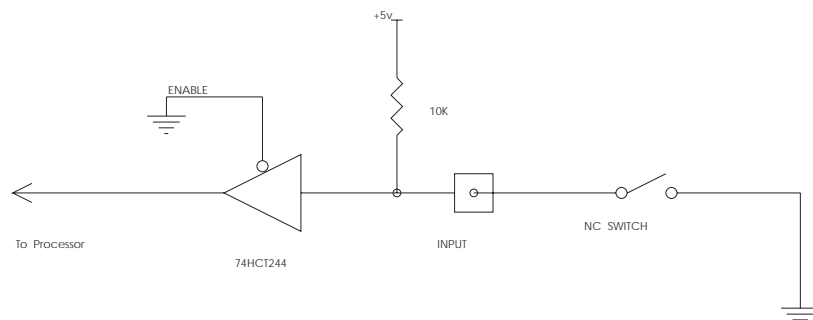 +5v
ENABLE
10K
NC SWITCH
To Processor
INPUT
74HCT244